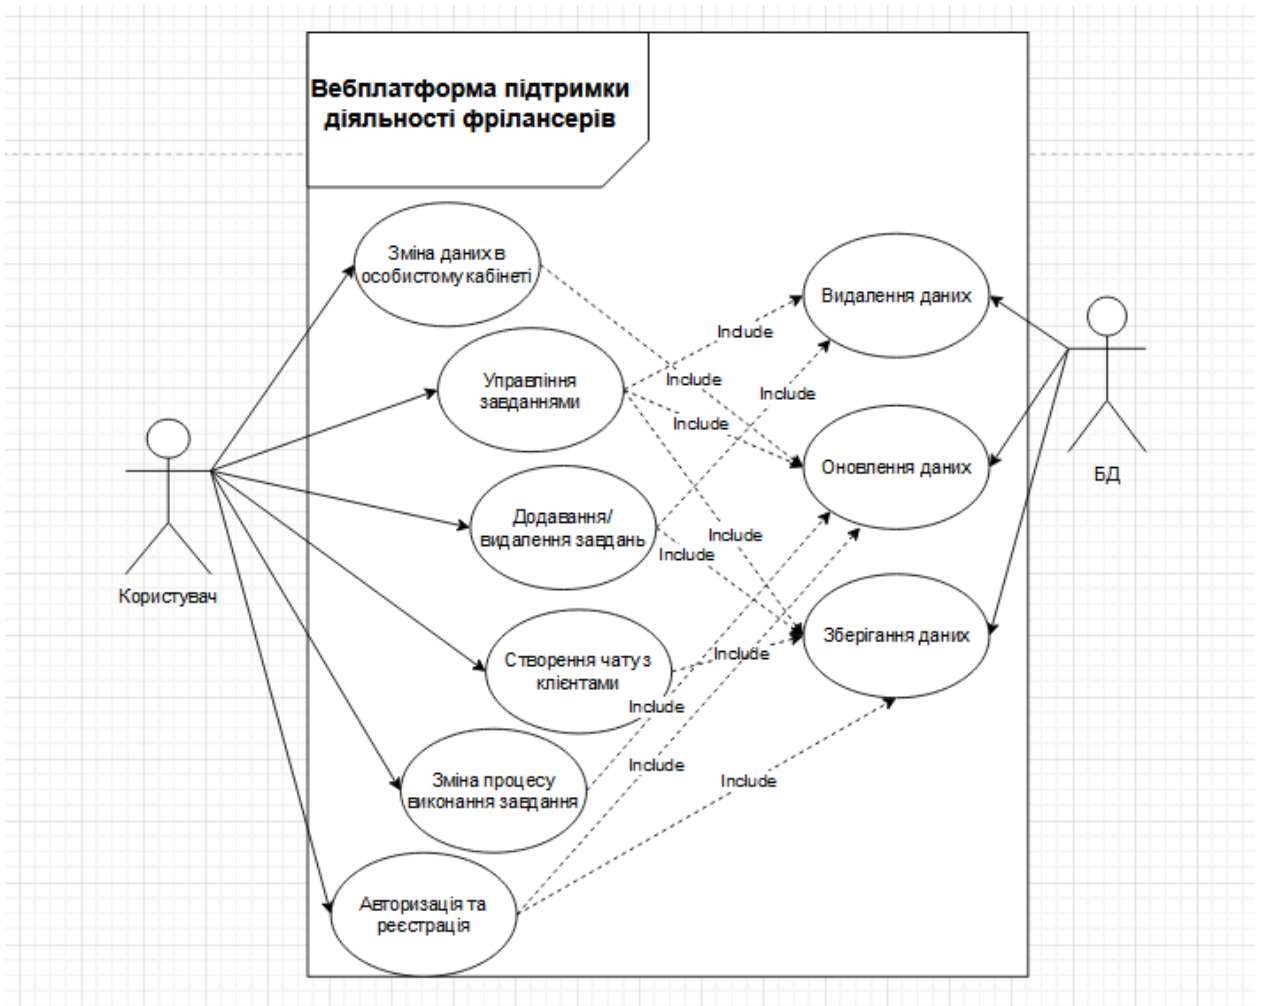 Вебплатформа підтримки
діяльності фрілансерів
Зміна даних в
особистому кабінеті
Видалення даних
Include
Управління
завданнями
Include
Include
Include
Оновлення даних
БД
Додавання/
видалення завдань
Include
Include
Користувач
Зберігання даних
Створення чату з
клієнтами
Include
Include
Include
Зміна процесу
виконання завдання
Include
Авторизація та
реєстрація